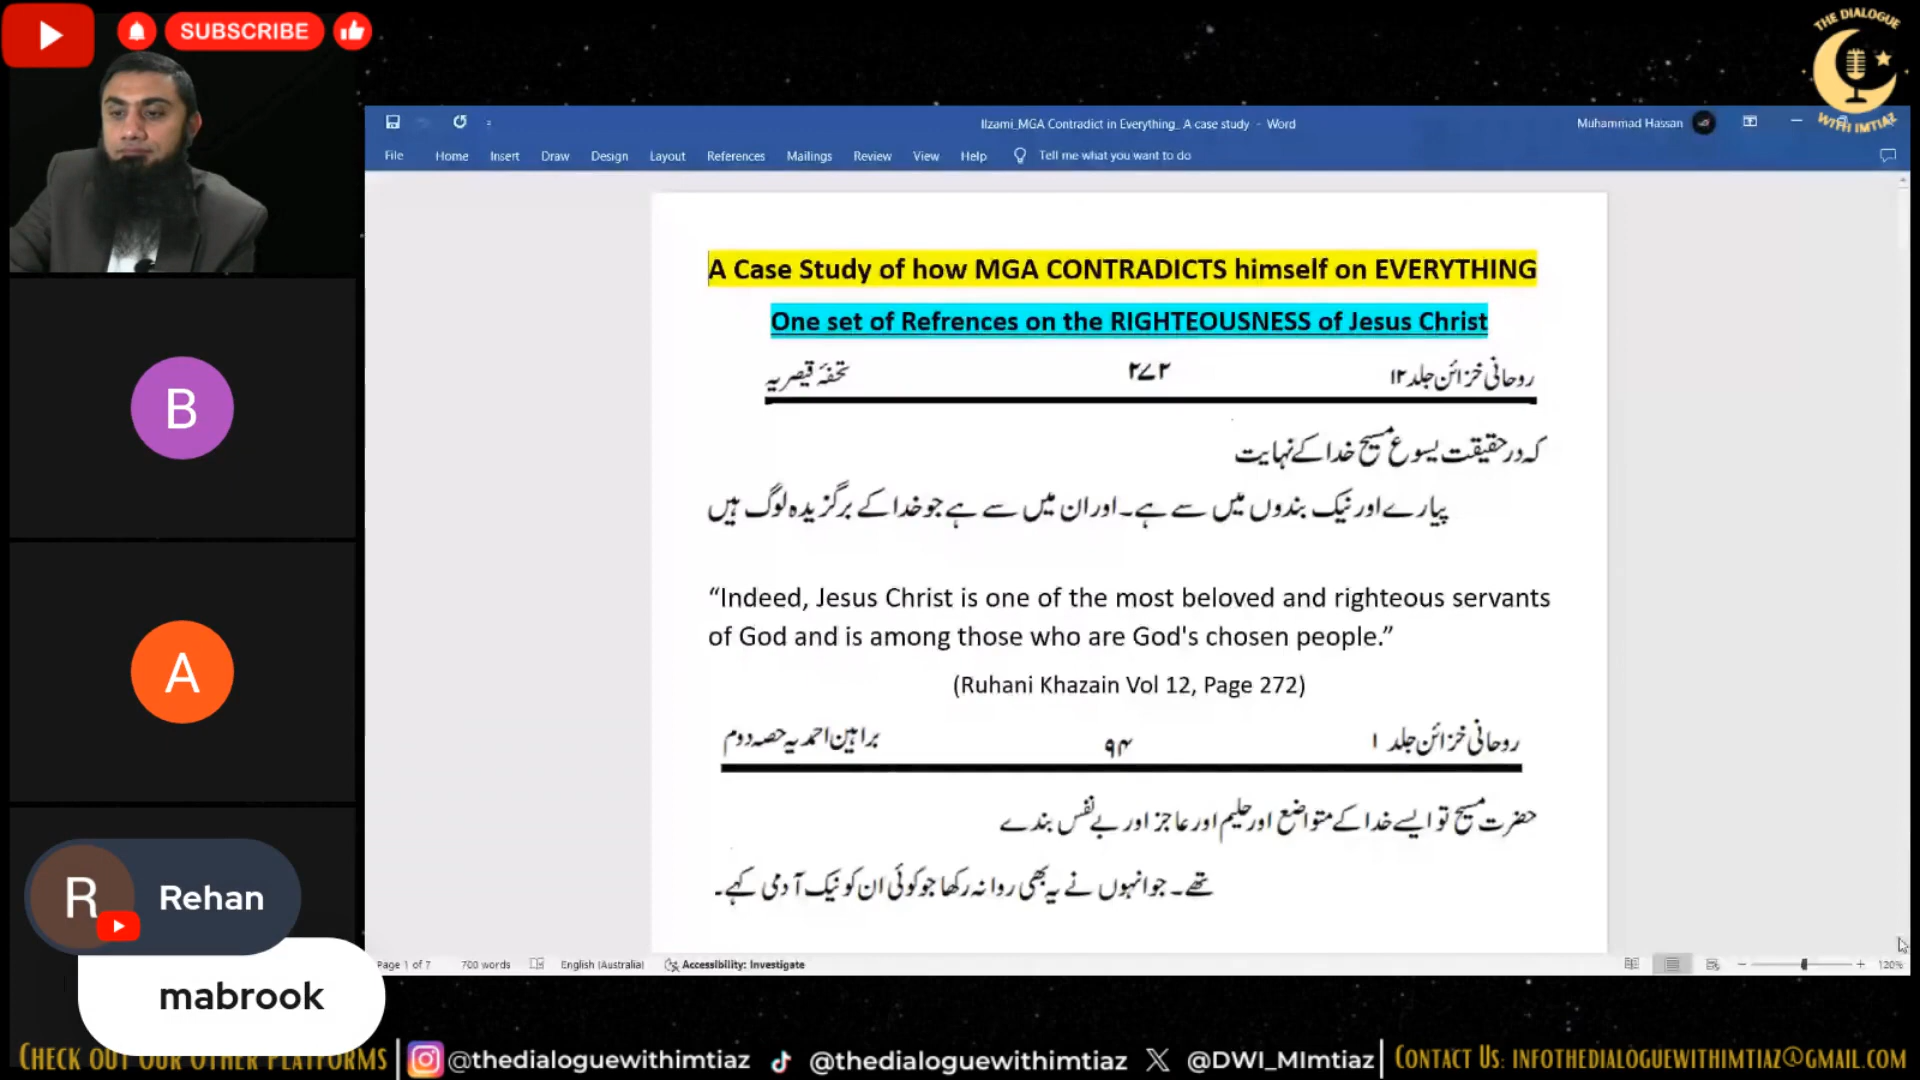 SUBSCRIBE
THE DIALOGUE
WITH IMTIAZ
Ilzami_MGA Contradict in Everything_ A case study - Word
Muhammad Hassan
File Home Insert Draw Design Layout References Mailings Review View Help Tell me what you want to do
A Case Study of how MGA CONTRADICTS himself on EVERYTHING
One set of Refrences on the RIGHTEOUSNESS of Jesus Christ
روحانی خزائن جلد ۱۲ ۲۷۲ تحفۂ قیصریہ
کہ درحقیقت یسوع مسیح خدا کے نہایت
پیارے اور نیک بندوں میں سے ہے۔ اور ان میں سے ہے جو خدا کے برگزیدہ لوگ ہیں
“Indeed, Jesus Christ is one of the most beloved and righteous servants
of God and is among those who are God's chosen people.”
(Ruhani Khazain Vol 12, Page 272)
روحانی خزائن جلد ۱ ۹۴ براہین احمدیہ حصہ دوم
حضرت مسیح تو ایسے خدا کے متواضع اور حلیم اور عاجز اور بے نفس بندے
تھے۔ جو انہوں نے یہ بھی روا نہ رکھا جو کوئی ان کو نیک آدمی کہے۔
B
A
R
Rehan
mabrook
Page 1 of 7 700 words English (Australia) Accessibility: Investigate
120%
CHECK OUT OUR OTHER PLATFORMS @thedialoguewithimtiaz @thedialoguewithimtiaz @DWI_MImtiaz CONTACT US: INFOTHEDIALOGUEWITHIMTIAZ@GMAIL.COM